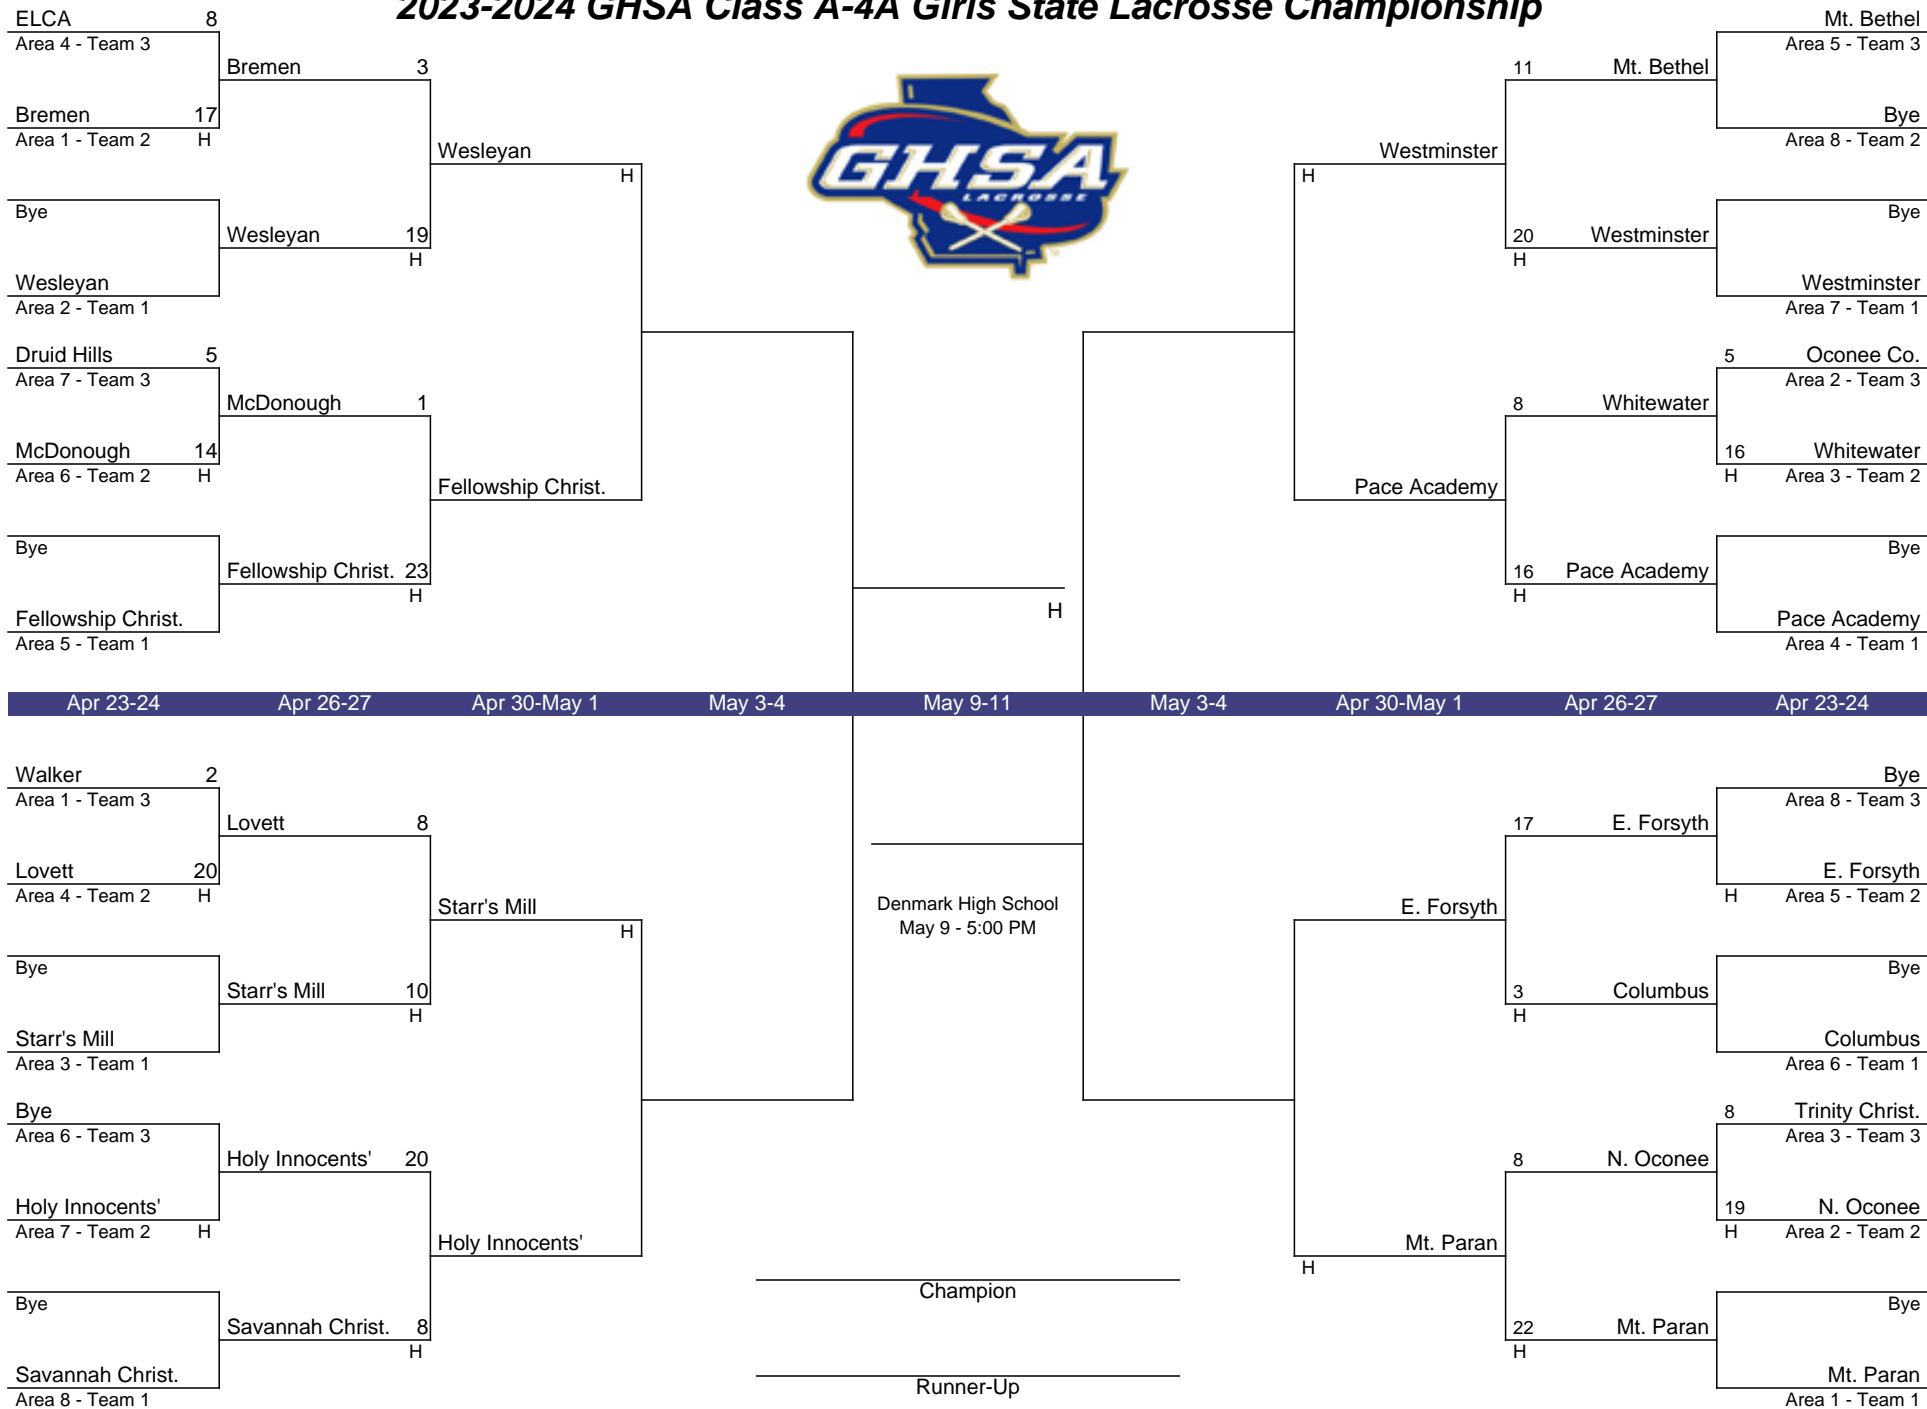 2023-2024 GHSA Class A-4A Girls State Lacrosse Championship
ELCA 8
Area 4 - Team 3
Bremen 3
Bremen 17
Area 1 - Team 2 H
Wesleyan
H
Bye
Wesleyan 19
H
Wesleyan
Area 2 - Team 1
Druid Hills 5
Area 7 - Team 3
McDonough 1
McDonough 14
Area 6 - Team 2 H
Fellowship Christ.
Bye
Fellowship Christ. 23
H
Fellowship Christ.
Area 5 - Team 1
GHSA
LACROSSE
H
Mt. Bethel
Area 5 - Team 3
11 Mt. Bethel
Bye
Area 8 - Team 2
Westminster
H
Bye
20 Westminster
H
Westminster
Area 7 - Team 1
5 Oconee Co.
Area 2 - Team 3
8 Whitewater
16 Whitewater
H Area 3 - Team 2
Pace Academy
Bye
16 Pace Academy
H
Pace Academy
Area 4 - Team 1
Apr 23-24 Apr 26-27 Apr 30-May 1 May 3-4 May 9-11 May 3-4 Apr 30-May 1 Apr 26-27 Apr 23-24
Walker 2
Area 1 - Team 3
Lovett 8
Lovett 20
Area 4 - Team 2 H
Starr's Mill
H
Bye
Starr's Mill 10
H
Starr's Mill
Area 3 - Team 1
Bye
Area 6 - Team 3
Holy Innocents' 20
Holy Innocents'
Area 7 - Team 2 H
Holy Innocents'
Bye
Savannah Christ. 8
H
Savannah Christ.
Area 8 - Team 1
Denmark High School
May 9 - 5:00 PM
Champion
Runner-Up
Bye
Area 8 - Team 3
17 E. Forsyth
E. Forsyth
H Area 5 - Team 2
E. Forsyth
Bye
3 Columbus
H
Columbus
Area 6 - Team 1
8 Trinity Christ.
Area 3 - Team 3
8 N. Oconee
19 N. Oconee
H Area 2 - Team 2
Mt. Paran
H
Bye
22 Mt. Paran
H
Mt. Paran
Area 1 - Team 1